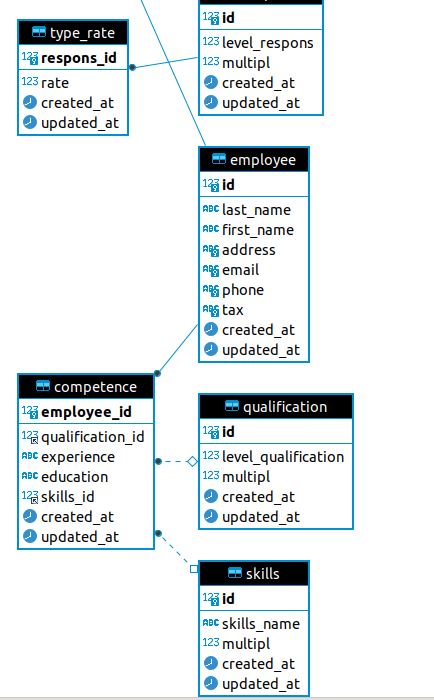 id
level_respons
multipl
created_at
updated_at
type_rate
respons_id
rate
created_at
updated_at
employee
id
last_name
first_name
address
email
phone
tax
created_at
updated_at
competence
employee_id
qualification_id
experience
education
skills_id
created_at
updated_at
qualification
id
level_qualification
multipl
created_at
updated_at
skills
id
skills_name
multipl
created_at
updated_at